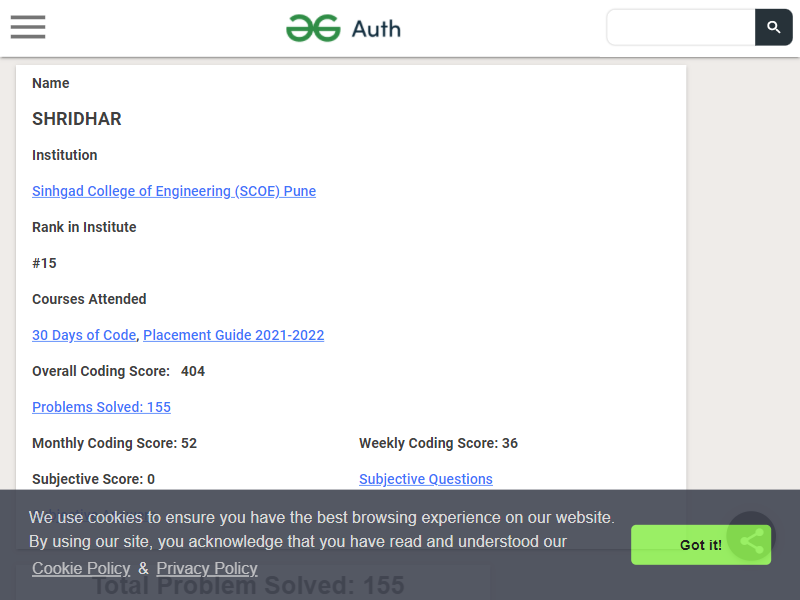 Auth
Name
SHRIDHAR
Institution
Sinhgad College of Engineering (SCOE) Pune
Rank in Institute
#15
Courses Attended
30 Days of Code, Placement Guide 2021-2022
Overall Coding Score: 404
Problems Solved: 155
Monthly Coding Score: 52 Weekly Coding Score: 36
Subjective Score: 0 Subjective Questions
We use cookies to ensure you have the best browsing experience on our website.
By using our site, you acknowledge that you have read and understood our
Cookie Policy & Privacy Policy
Got it!
Total Problem Solved: 155